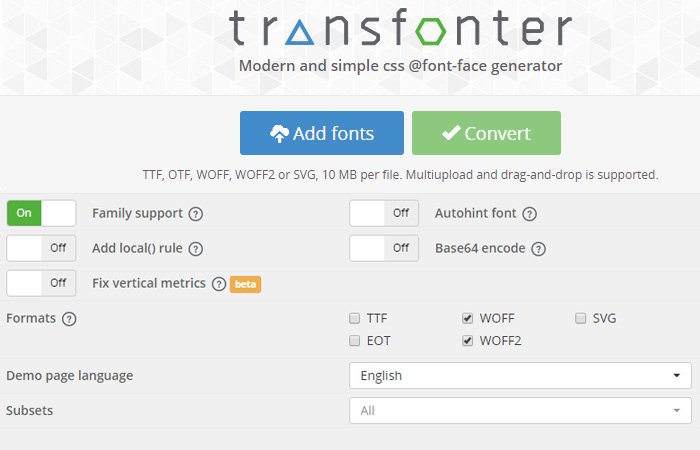 transfonter
Modern and simple css @font-face generator
Add fonts
Convert
TTF, OTF, WOFF, WOFF2 or SVG, 10 MB per file. Multiupload and drag-and-drop is supported.
On Family support ? Off Autohint font ?
Off Add local() rule ? Off Base64 encode ?
Off Fix vertical metrics ? beta
Formats ? TTF WOFF SVG
EOT WOFF2
Demo page language English
Subsets All